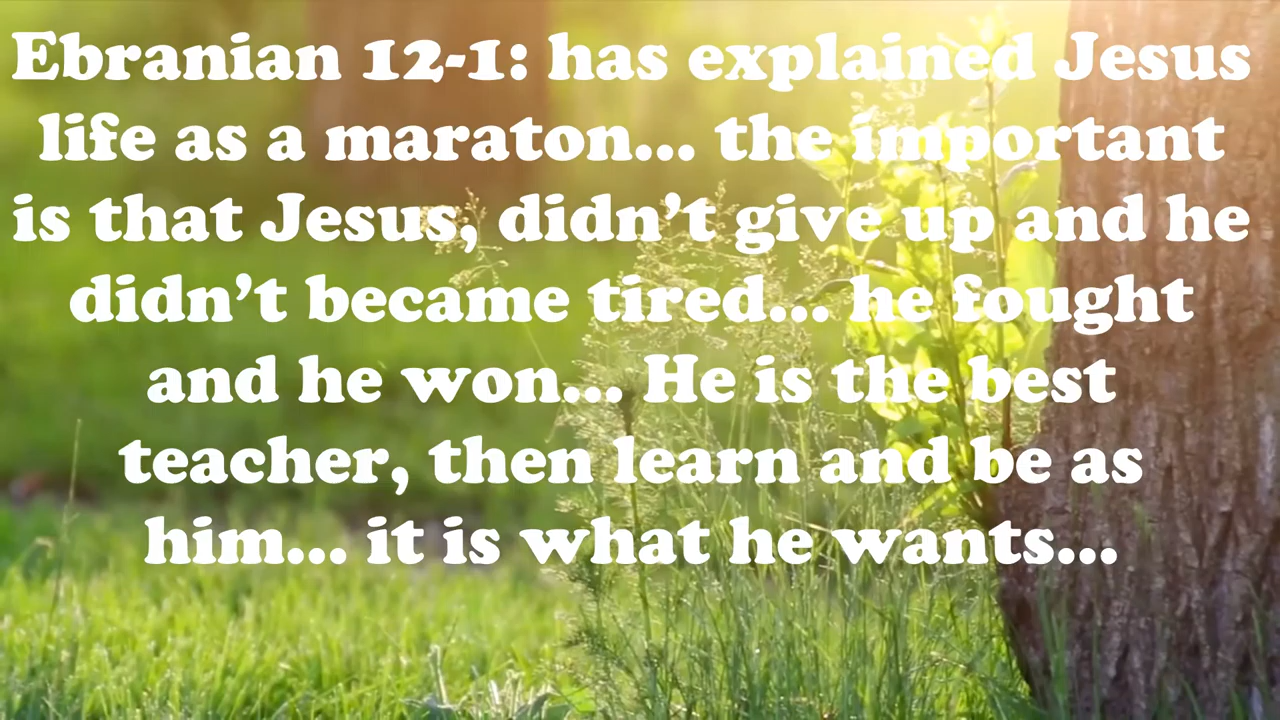 Ebranian 12-1: has explained Jesus
life as a maraton... the important
is that Jesus, didn't give up and he
didn't became tired... he fought
and he won... He is the best
teacher, then learn and be as
him... it is what he wants...